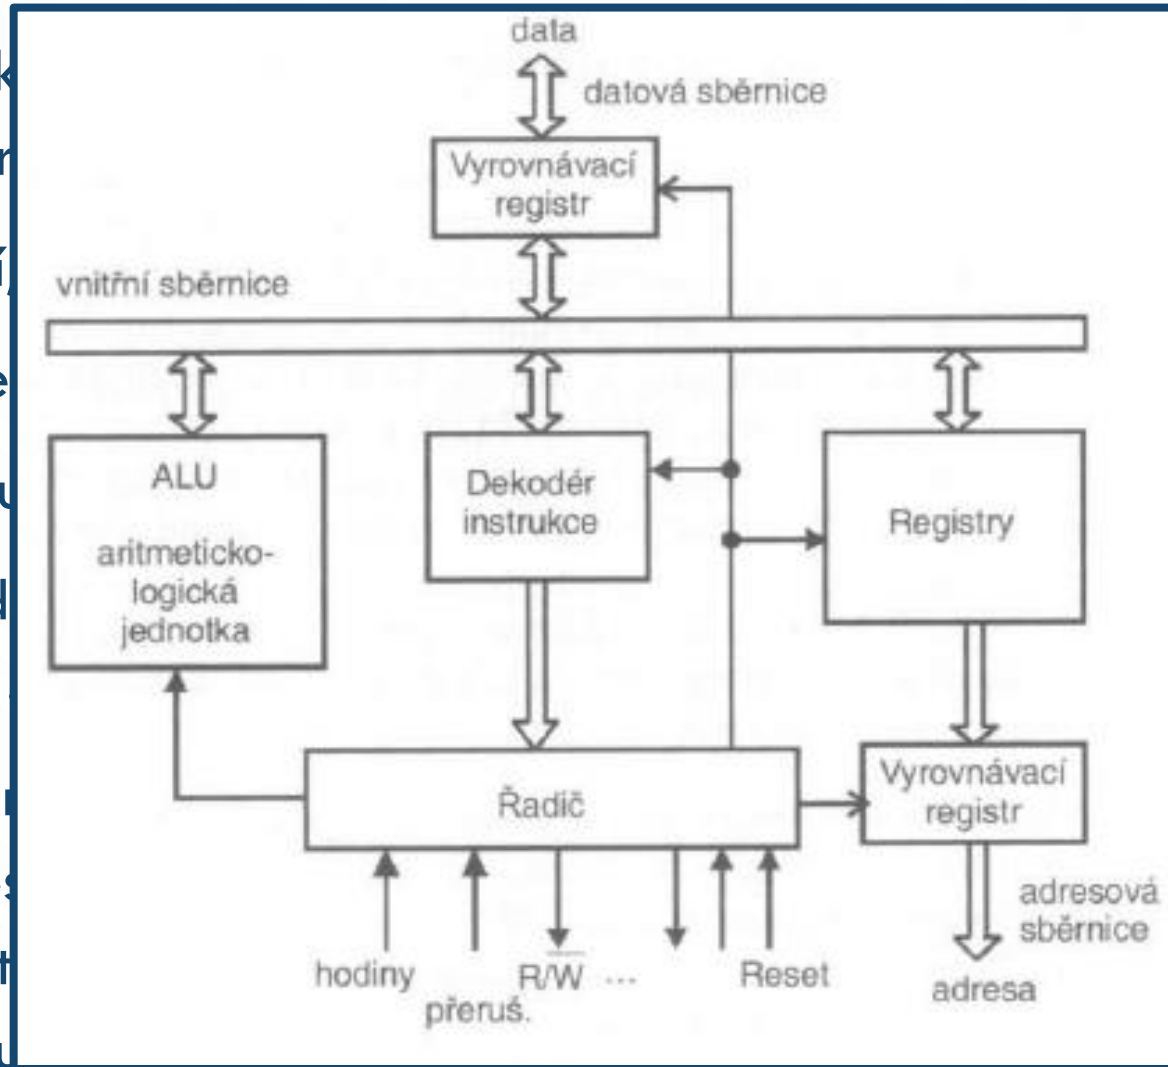 data
datová sběrnice
Vyrovnávací
registr
vnitřní sběrnice
ALU
aritmeticko-
logická
jednotka
Dekodér
instrukce
Registry
Řadič
Vyrovnávací
registr
hodiny
přeruš.
R/W̅ ...
Reset
adresová
sběrnice
adresa